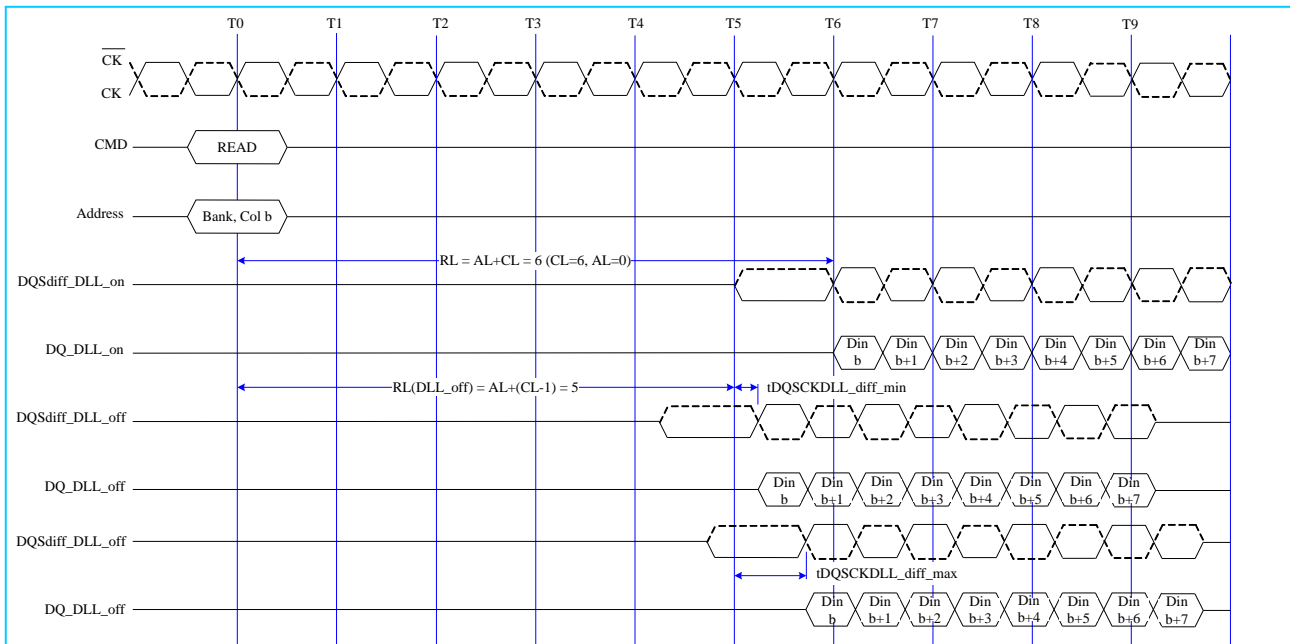 T0 T1 T2 T3 T4 T5 T6 T7 T8 T9
CK
CK
CMD
READ
Address
Bank, Col b
RL = AL+CL = 6 (CL=6, AL=0)
DQSdiff_DLL_on
DQ_DLL_on
Din b Din b+1 Din b+2 Din b+3 Din b+4 Din b+5 Din b+6 Din b+7
RL(DLL_off) = AL+(CL-1) = 5
tDQSCKDLL_diff_min
DQSdiff_DLL_off
DQ_DLL_off
Din b Din b+1 Din b+2 Din b+3 Din b+4 Din b+5 Din b+6 Din b+7
DQSdiff_DLL_off
tDQSCKDLL_diff_max
DQ_DLL_off
Din b Din b+1 Din b+2 Din b+3 Din b+4 Din b+5 Din b+6 Din b+7